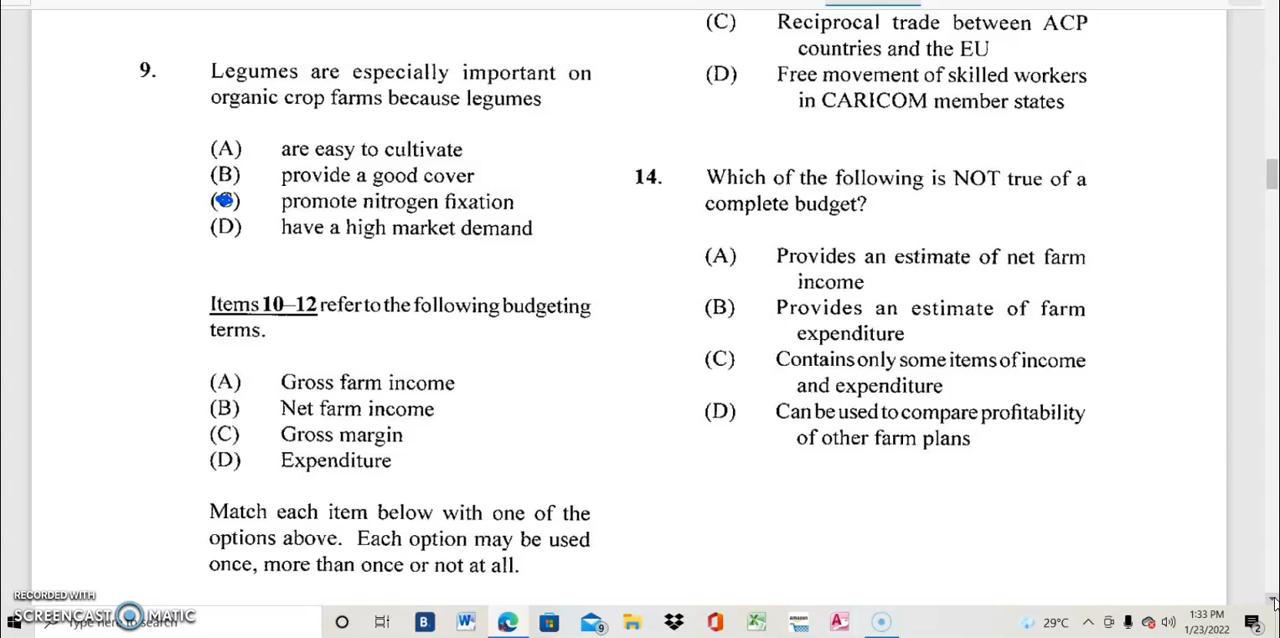 9. Legumes are especially important on
organic crop farms because legumes
(A) are easy to cultivate
(B) provide a good cover
promote nitrogen fixation
(D) have a high market demand
Items 10–12 refer to the following budgeting
terms.
(A) Gross farm income
(B) Net farm income
(C) Gross margin
(D) Expenditure
Match each item below with one of the
options above. Each option may be used
once, more than once or not at all.
(C) Reciprocal trade between ACP
countries and the EU
(D) Free movement of skilled workers
in CARICOM member states
14. Which of the following is NOT true of a
complete budget?
(A) Provides an estimate of net farm
income
(B) Provides an estimate of farm
expenditure
(C) Contains only some items of income
and expenditure
(D) Can be used to compare profitability
of other farm plans
RECORDED WITH
SCREENCAST MATIC
Type here to search
29°C
1:33 PM
1/23/2022